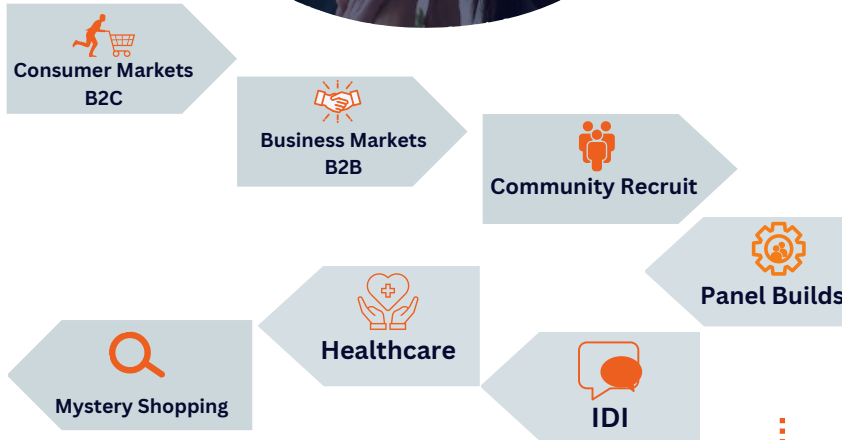 Consumer Markets
B2C
Business Markets
B2B
Community Recruit
Panel Builds
Healthcare
IDI
Mystery Shopping